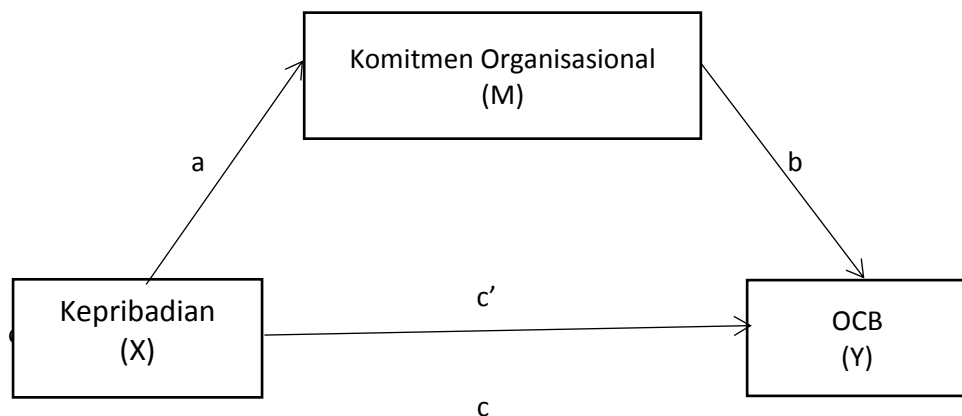 Komitmen Organisasional
(M)
a
b
c’
Kepribadian
(X)
OCB
(Y)
c